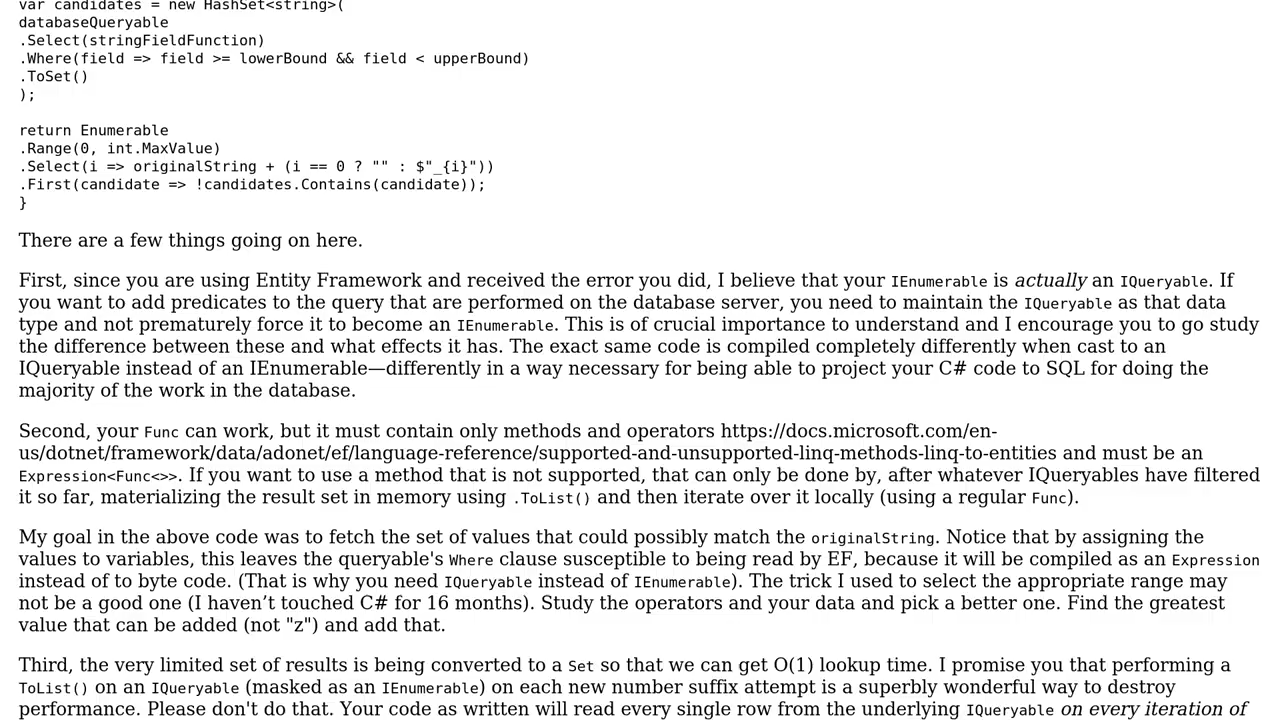 var candidates = new HashSet<string>(
databaseQueryable
.Select(stringFieldFunction)
.Where(field => field >= lowerBound && field < upperBound)
.ToSet()
);
return Enumerable
.Range(0, int.MaxValue)
.Select(i => originalString + (i == 0 ? "" : $"_{i}"))
.First(candidate => !candidates.Contains(candidate));
}
There are a few things going on here.
First, since you are using Entity Framework and received the error you did, I believe that your IEnumerable is actually an IQueryable. If
you want to add predicates to the query that are performed on the database server, you need to maintain the IQueryable as that data
type and not prematurely force it to become an IEnumerable. This is of crucial importance to understand and I encourage you to go study
the difference between these and what effects it has. The exact same code is compiled completely differently when cast to an
IQueryable instead of an IEnumerable—differently in a way necessary for being able to project your C# code to SQL for doing the
majority of the work in the database.
Second, your Func can work, but it must contain only methods and operators https://docs.microsoft.com/en-
us/dotnet/framework/data/adonet/ef/language-reference/supported-and-unsupported-linq-methods-linq-to-entities and must be an
Expression<Func<>>. If you want to use a method that is not supported, that can only be done by, after whatever IQueryables have filtered
it so far, materializing the result set in memory using .ToList() and then iterate over it locally (using a regular Func).
My goal in the above code was to fetch the set of values that could possibly match the originalString. Notice that by assigning the
values to variables, this leaves the queryable's Where clause susceptible to being read by EF, because it will be compiled as an Expression
instead of to byte code. (That is why you need IQueryable instead of IEnumerable). The trick I used to select the appropriate range may
not be a good one (I haven’t touched C# for 16 months). Study the operators and your data and pick a better one. Find the greatest
value that can be added (not "z") and add that.
Third, the very limited set of results is being converted to a Set so that we can get O(1) lookup time. I promise you that performing a
ToList() on an IQueryable (masked as an IEnumerable) on each new number suffix attempt is a superbly wonderful way to destroy
performance. Please don't do that. Your code as written will read every single row from the underlying IQueryable on every iteration of